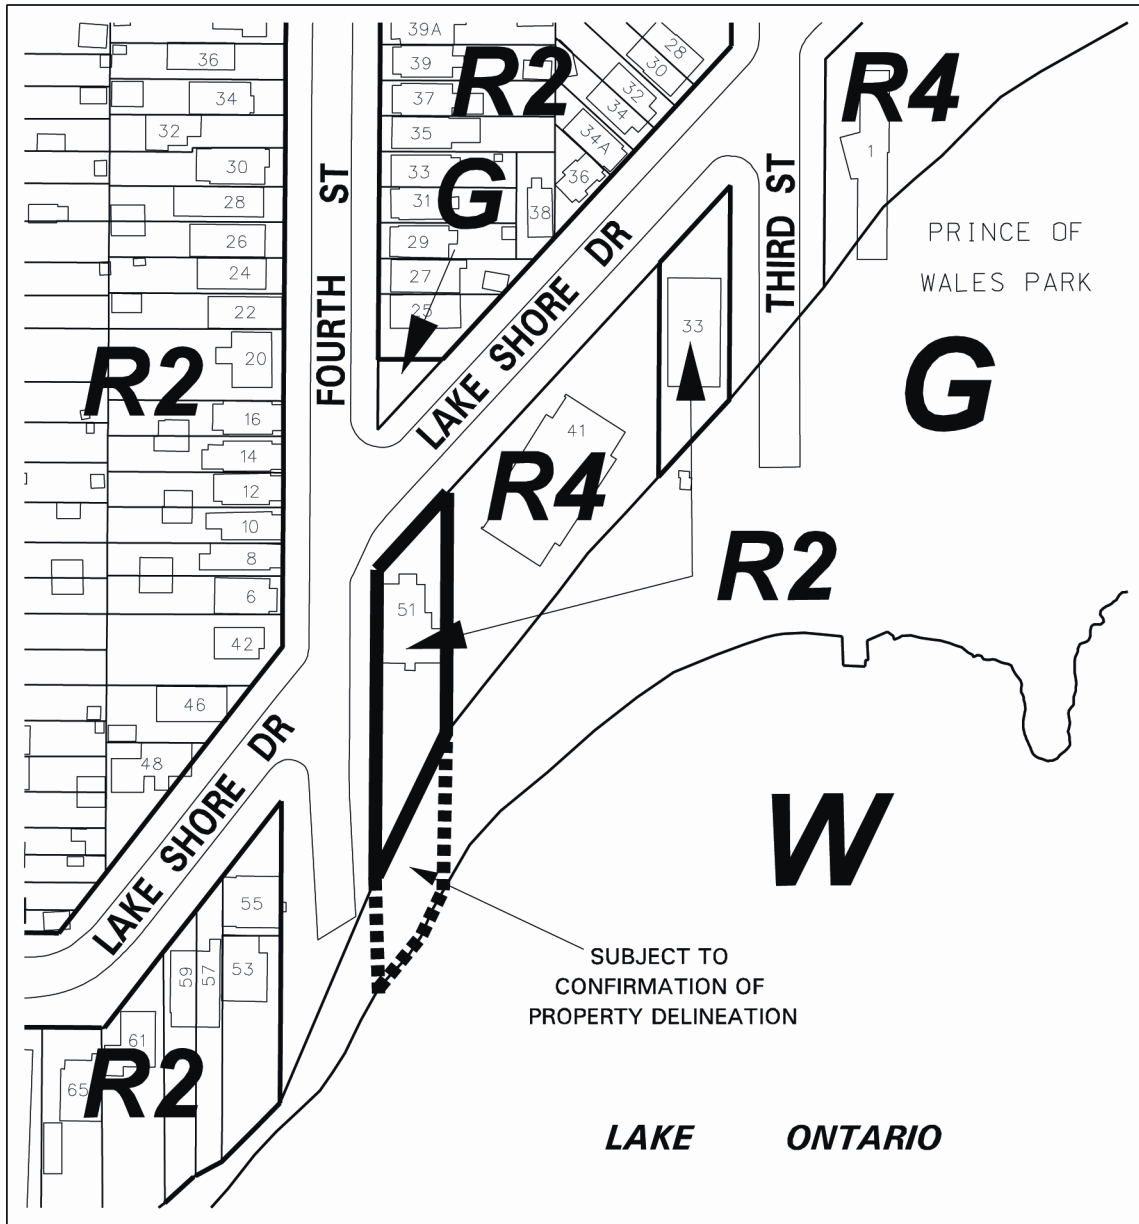 39A
R2
28
36
39
30
R4
34
37
32
34
32
35
34A
1
30
33
36
28
31
G
38
PRINCE OF
26
29
WALES PARK
24
27
22
25
FOURTH ST
LAKE SHORE DR
THIRD ST
33
20
R2
G
16
41
14
R4
12
10
8
R2
6
51
42
46
48
LAKE SHORE DR
W
55
59
57
53
SUBJECT TO
CONFIRMATION OF
PROPERTY DELINEATION
61
65
R2
LAKE ONTARIO